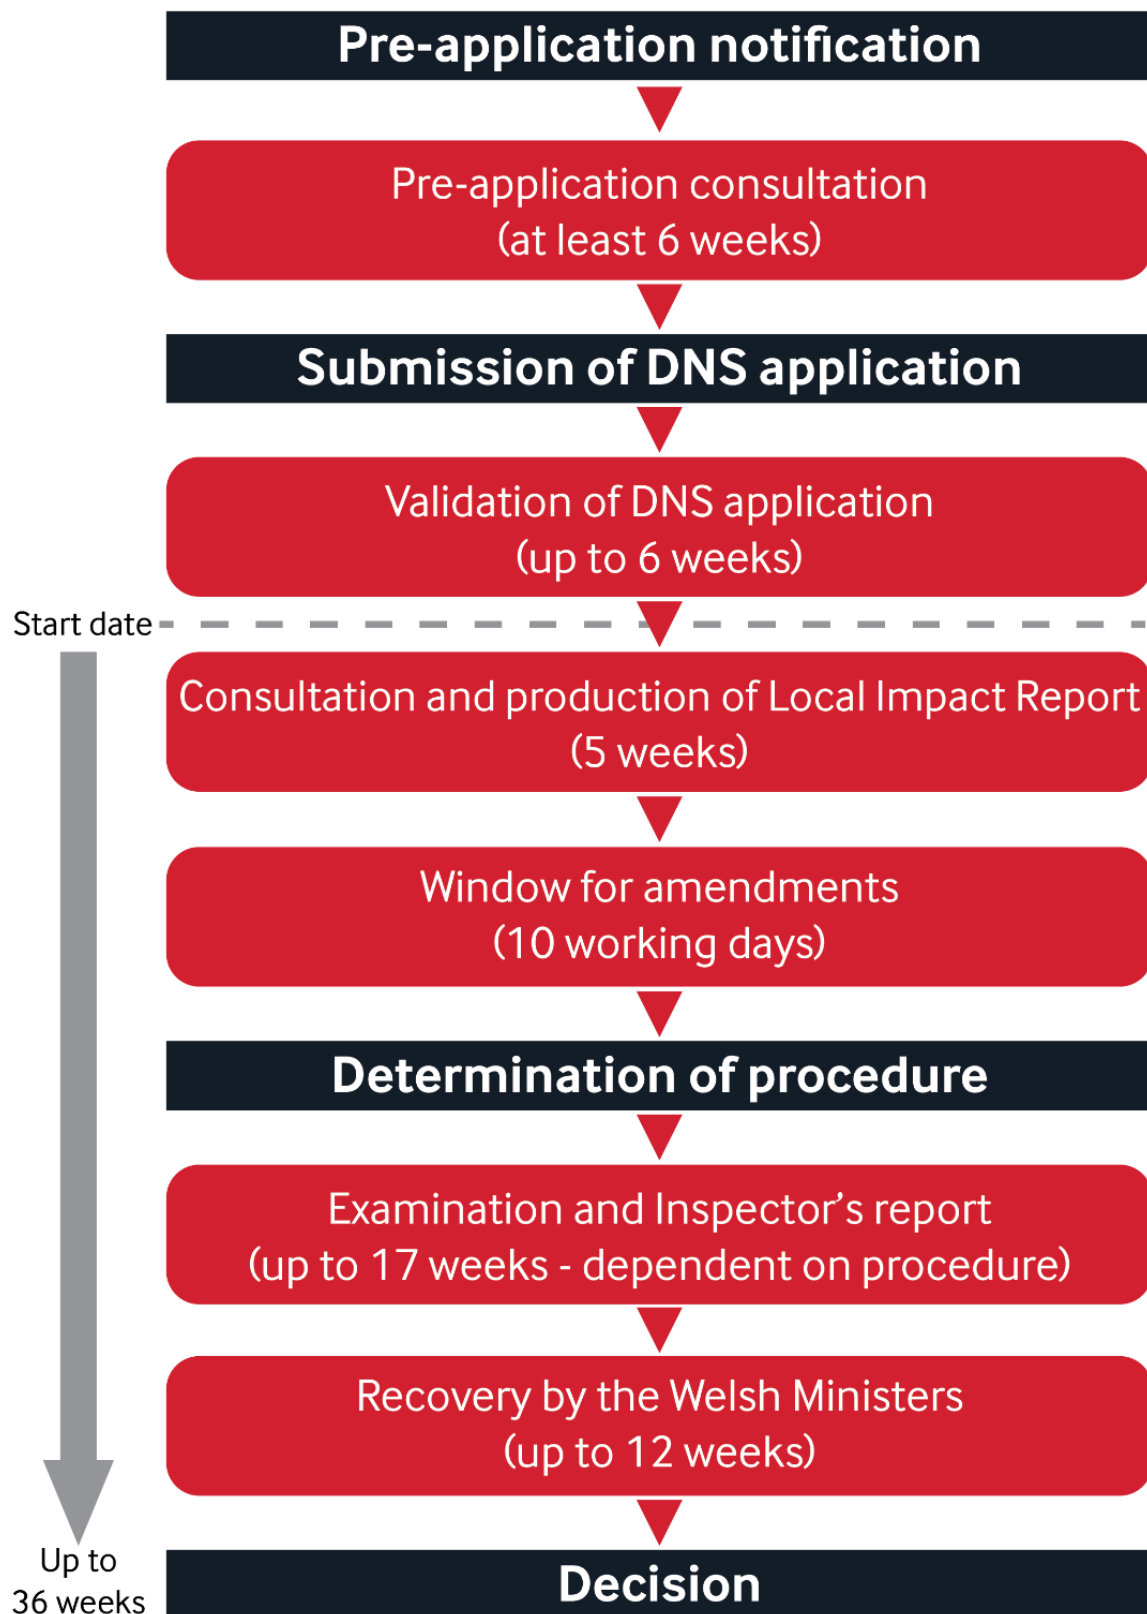 Pre-application notification
Pre-application consultation
(at least 6 weeks)
Submission of DNS application
Validation of DNS application
(up to 6 weeks)
Start date
Consultation and production of Local Impact Report
(5 weeks)
Window for amendments
(10 working days)
Determination of procedure
Examination and Inspector’s report
(up to 17 weeks - dependent on procedure)
Recovery by the Welsh Ministers
(up to 12 weeks)
Up to
36 weeks
Decision